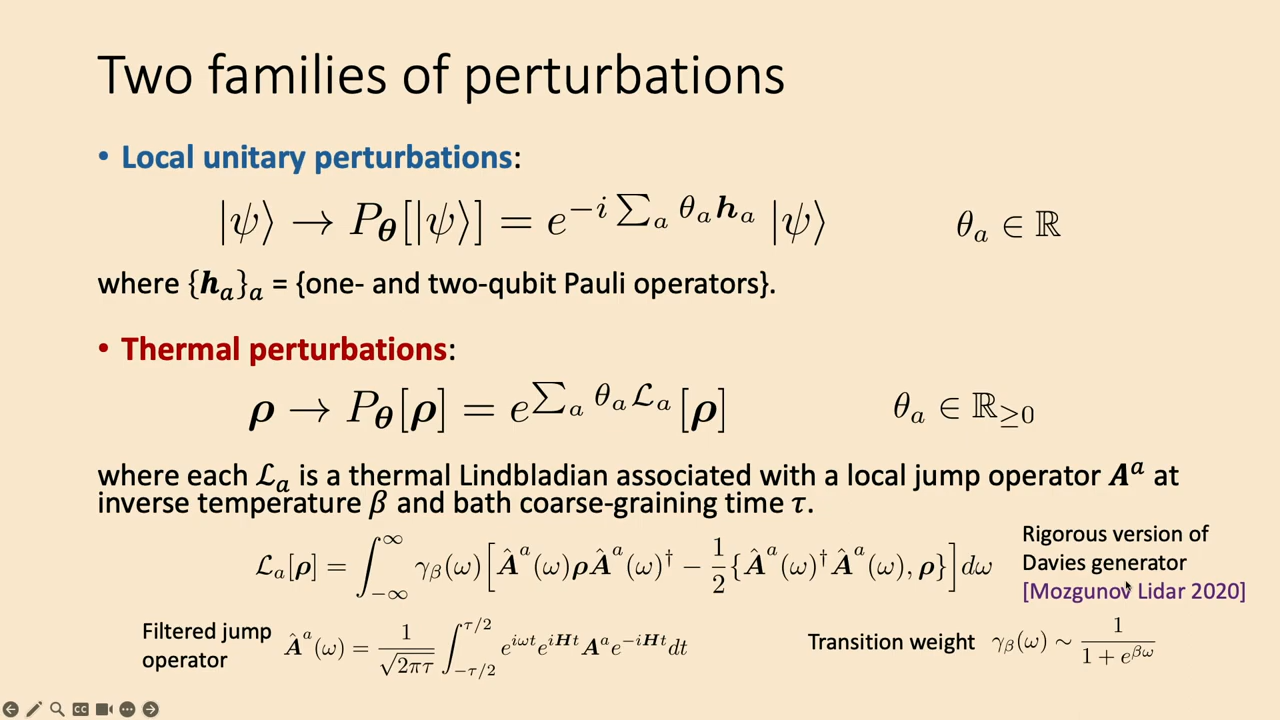 Two families of perturbations
• Local unitary perturbations:
|ψ⟩ → P_θ[|ψ⟩] = e^{−i ∑_a θ_a h_a} |ψ⟩    θ_a ∈ ℝ
where {h_a}_a = {one- and two-qubit Pauli operators}.
• Thermal perturbations:
ρ → P_θ[ρ] = e^{∑_a θ_a ℒ_a}[ρ]    θ_a ∈ ℝ_{≥0}
where each ℒ_a is a thermal Lindbladian associated with a local jump operator A^a at
inverse temperature β and bath coarse-graining time τ.
ℒ_a[ρ] = ∫_{−∞}^{∞} γ_β(ω)[Â^a(ω)ρÂ^a(ω)^† − 1/2{Â^a(ω)^†Â^a(ω), ρ}]dω
Rigorous version of
Davies generator
[Mozgunov Lidar 2020]
Filtered jump
operator
Â^a(ω) = 1/√(2πτ) ∫_{−τ/2}^{τ/2} e^{iωt}e^{iHt}A^a e^{−iHt}dt
Transition weight γ_β(ω) ∼ 1/(1 + e^{βω})
CC